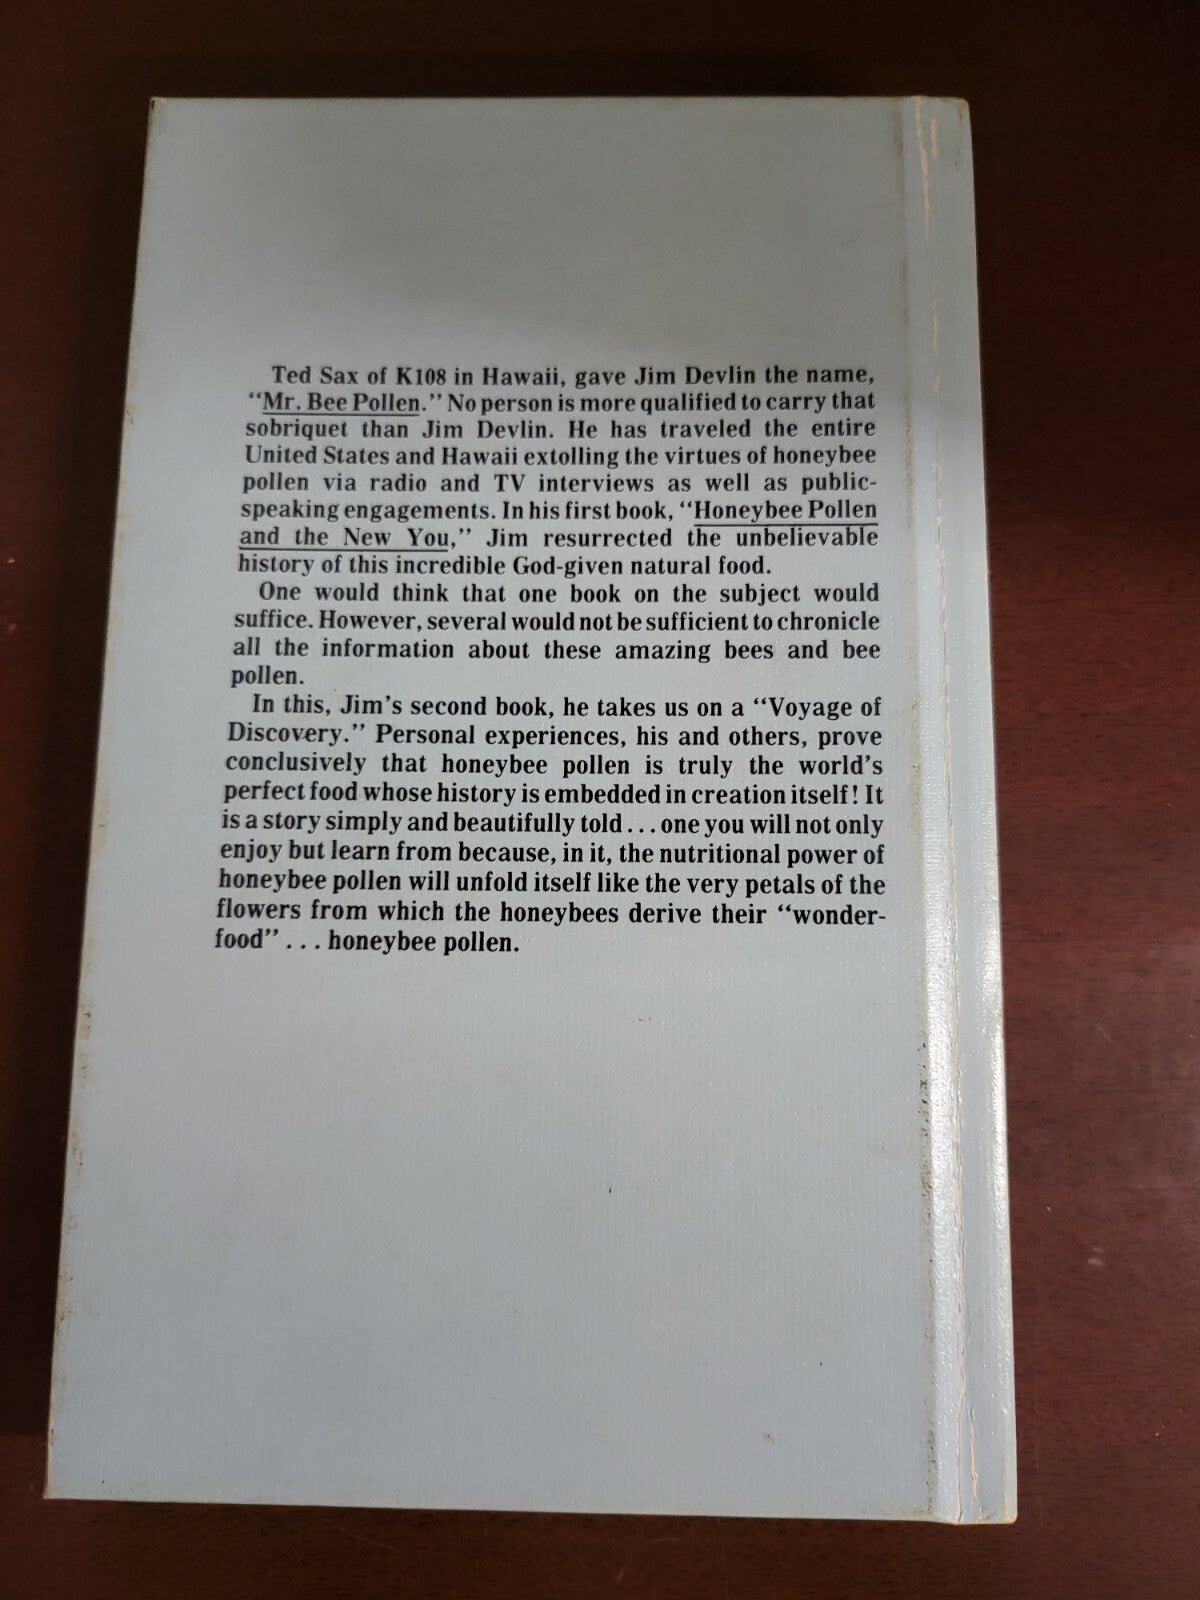 Ted Sax of K108 in Hawaii, gave Jim Devlin the name,
“Mr. Bee Pollen.” No person is more qualified to carry that
sobriquet than Jim Devlin. He has traveled the entire
United States and Hawaii extolling the virtues of honeybee
pollen via radio and TV interviews as well as public-
speaking engagements. In his first book, “Honeybee Pollen
and the New You,” Jim resurrected the unbelievable
history of this incredible God-given natural food.
One would think that one book on the subject would
suffice. However, several would not be sufficient to chronicle
all the information about these amazing bees and bee
pollen.
In this, Jim’s second book, he takes us on a “Voyage of
Discovery.” Personal experiences, his and others, prove
conclusively that honeybee pollen is truly the world’s
perfect food whose history is embedded in creation itself! It
is a story simply and beautifully told . . . one you will not only
enjoy but learn from because, in it, the nutritional power of
honeybee pollen will unfold itself like the very petals of the
flowers from which the honeybees derive their “wonder-
food” . . . honeybee pollen.